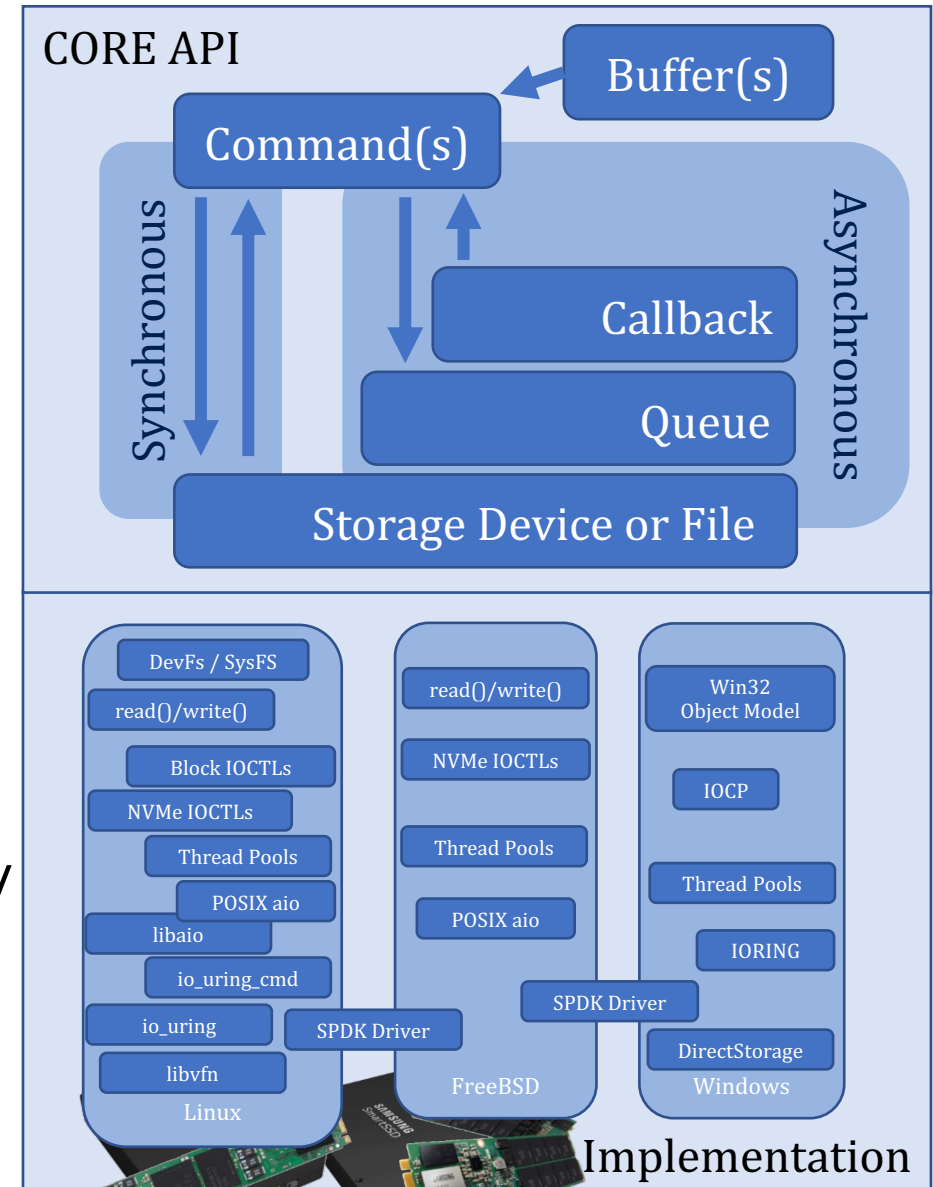 CORE API
Buffer(s)
Command(s)
Synchronous
Asynchronous
Callback
Queue
Storage Device or File
DevFs / SysFS
read()/write()
Block IOCTLs
NVMe IOCTLs
Thread Pools
POSIX aio
libaio
io_uring_cmd
io_uring
SPDK Driver
libvfn
Linux
read()/write()
NVMe IOCTLs
Thread Pools
POSIX aio
SPDK Driver
FreeBSD
Win32
Object Model
IOCP
Thread Pools
IORING
DirectStorage
Windows
y
SAMSUNG
SmartSSD
SAMSUNG
Implementation